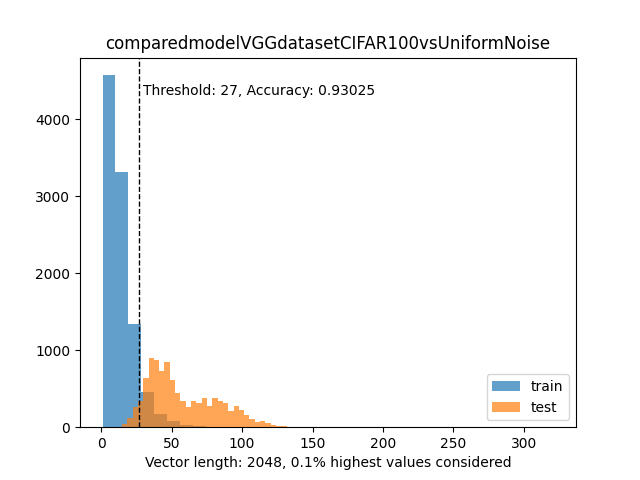 comparedmodelVGGdatasetCIFAR100vsUniformNoise
Threshold: 27, Accuracy: 0.93025
4000
3000
2000
1000
0
0 50 100 150 200 250 300
train
test
Vector length: 2048, 0.1% highest values considered